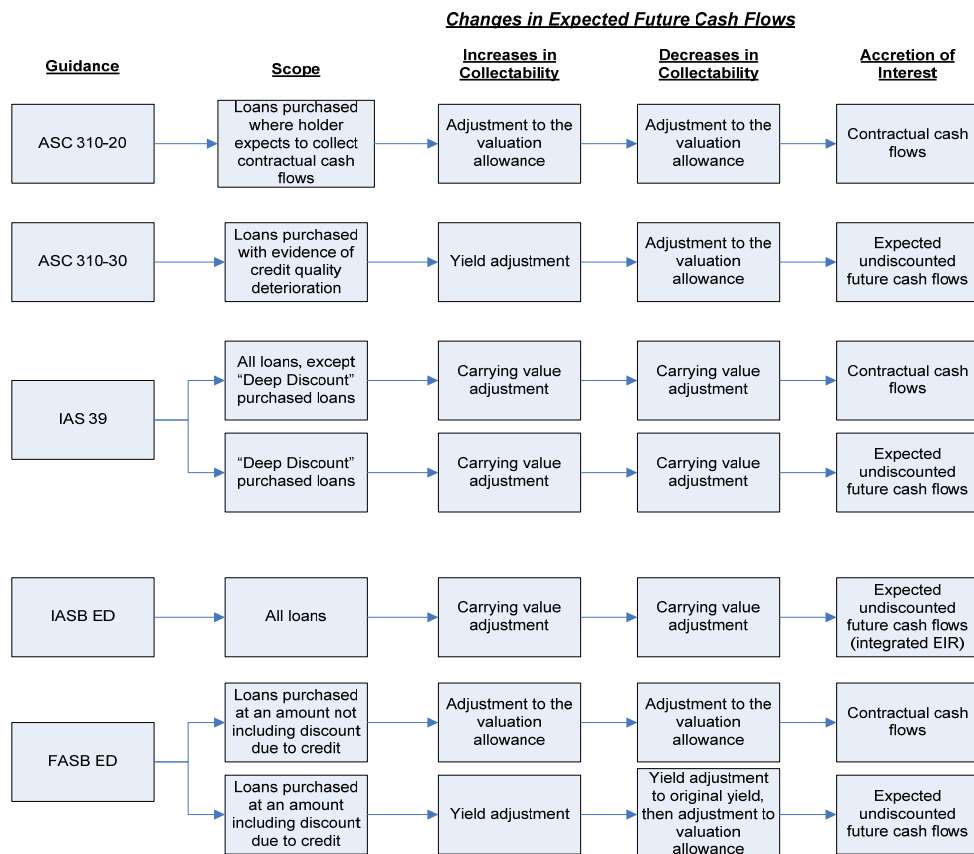 Changes in Expected Future Cash Flows
Guidance
Scope
Increases in
Collectability
Decreases in
Collectability
Accretion of
Interest
ASC 310-20
Loans purchased
where holder
expects to collect
contractual cash
flows
Adjustment to the
valuation
allowance
Adjustment to the
valuation
allowance
Contractual cash
flows
ASC 310-30
Loans purchased
with evidence of
credit quality
deterioration
Yield adjustment
Adjustment to the
valuation
allowance
Expected
undiscounted
future cash flows
IAS 39
All loans, except
“Deep Discount”
purchased loans
Carrying value
adjustment
Carrying value
adjustment
Contractual cash
flows
“Deep Discount”
purchased loans
Carrying value
adjustment
Carrying value
adjustment
Expected
undiscounted
future cash flows
IASB ED
All loans
Carrying value
adjustment
Carrying value
adjustment
Expected
undiscounted
future cash flows
(integrated EIR)
FASB ED
Loans purchased
at an amount not
including discount
due to credit
Adjustment to the
valuation
allowance
Adjustment to the
valuation
allowance
Contractual cash
flows
Loans purchased
at an amount
including discount
due to credit
Yield adjustment
Yield adjustment
to original yield,
then adjustment to
valuation
allowance
Expected
undiscounted
future cash flows